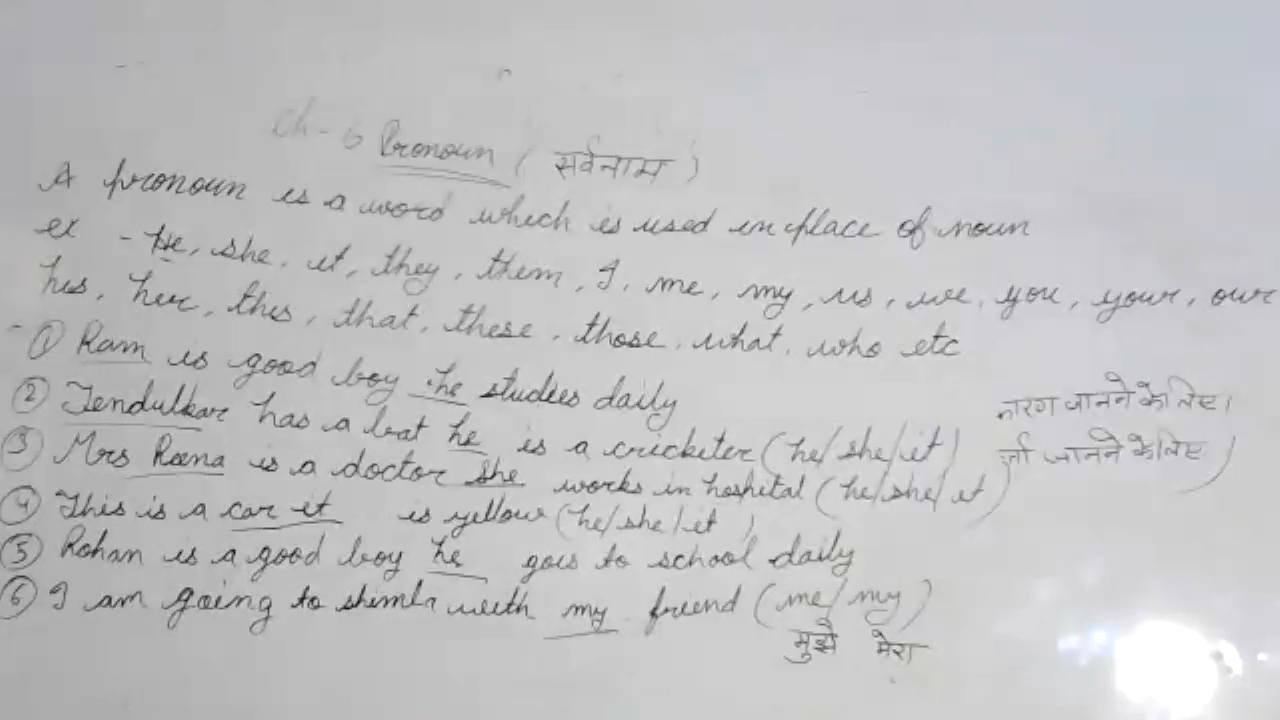 Ch-6 Pronoun (सर्वनाम)
A pronoun is a word which is used in place of noun
ex - He, she, it, they, them, I, me, my, us, we, you, your, our
his, her, this, that, these, those, what, who etc
① Ram is good boy he studies daily
② Tendulkar has a bat he is a cricketer (he/she/it)
③ Mrs Reena is a doctor she works in hospital (he/she/it)
④ This is a car it is yellow (he/she/it)
⑤ Rohan is a good boy he goes to school daily
⑥ I am going to shimla with my friend (me/my)
मुझे मेरा
जानने के लिए।
जानने के लिए)